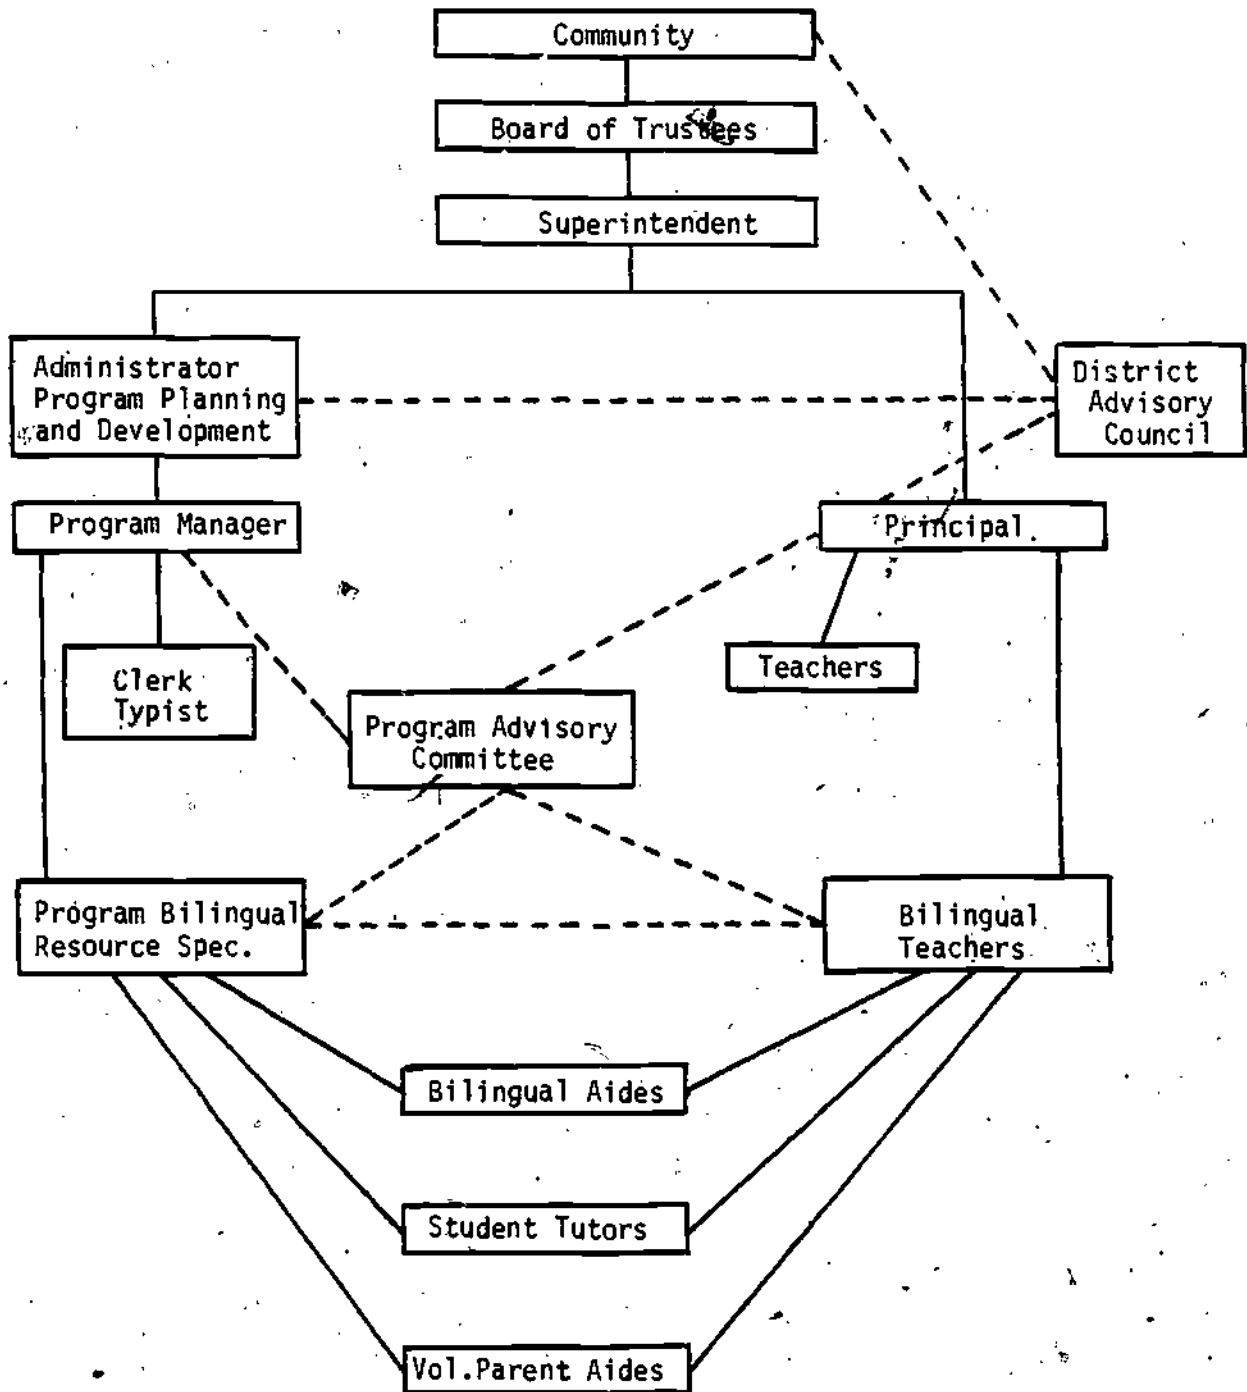 Community
Board of Trustees
Superintendent
Administrator
Program Planning
and Development
District
Advisory
Council
Program Manager
Principal
Clerk
Typist
Teachers
Program Advisory
Committee
Program Bilingual
Resource Spec.
Bilingual
Teachers
Bilingual Aides
Student Tutors
Vol.Parent Aides